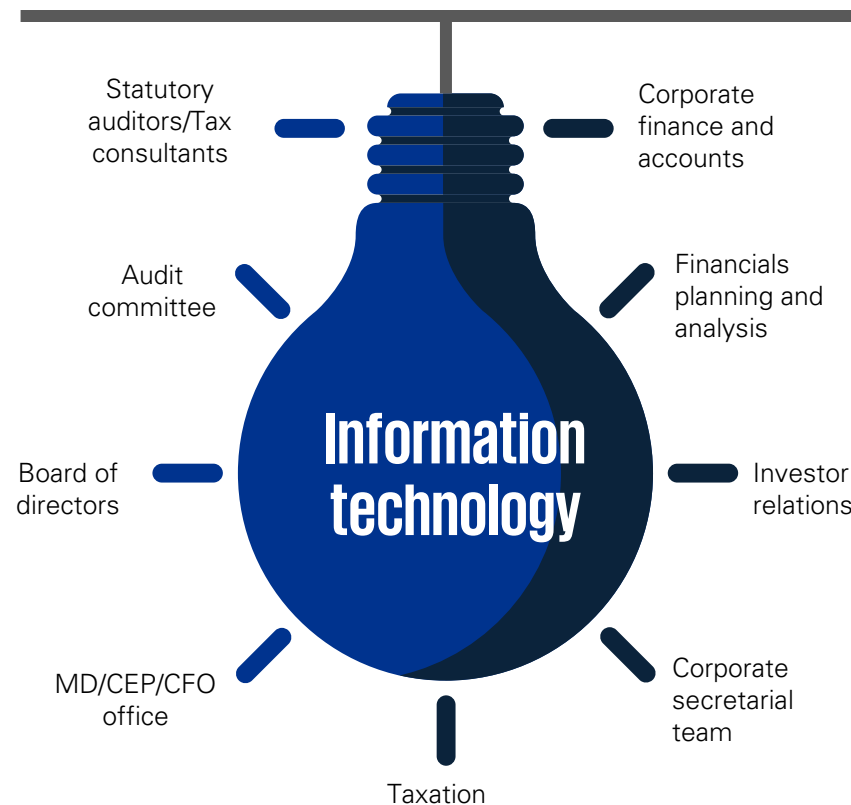 Statutory
auditors/Tax
consultants
Corporate
finance and
accounts
Audit
committee
Financials
planning and
analysis
Information
technology
Board of
directors
Investor
relations
MD/CEP/CFO
office
Corporate
secretarial
team
Taxation